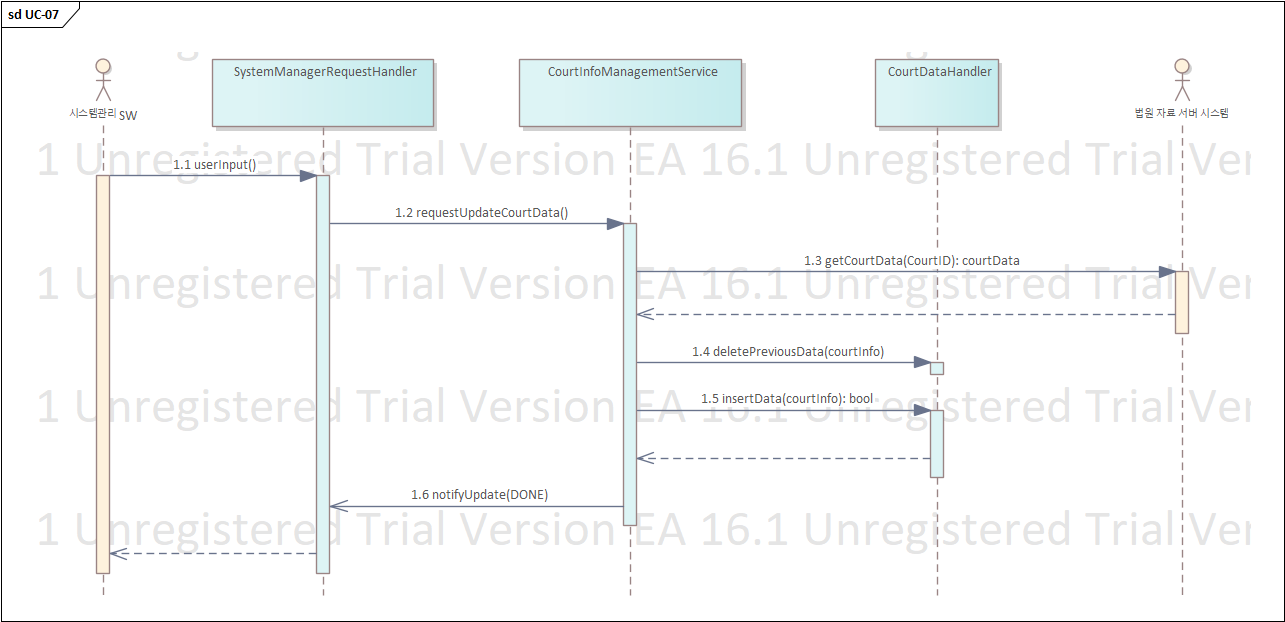 sd UC-07
SystemManagerRequestHandler
CourtInfoManagementService
CourtDataHandler
시스템관리 SW
법원 자료 서버 시스템
1 Unregistered Trial Version EA 16.1 Unregistered Trial Ver
1.1 userInput()
1.2 requestUpdateCourtData()
1.3 getCourtData(CourtID): courtData
1 Unregistered Trial Version EA 16.1 Unregistered Trial Ver
1.4 deletePreviousData(courtInfo)
1.5 insertData(courtInfo): bool
1 Unregistered Trial Version EA 16.1 Unregistered Trial Ver
1.6 notifyUpdate(DONE)
1 Unregistered Trial Version EA 16.1 Unregistered Trial Ver